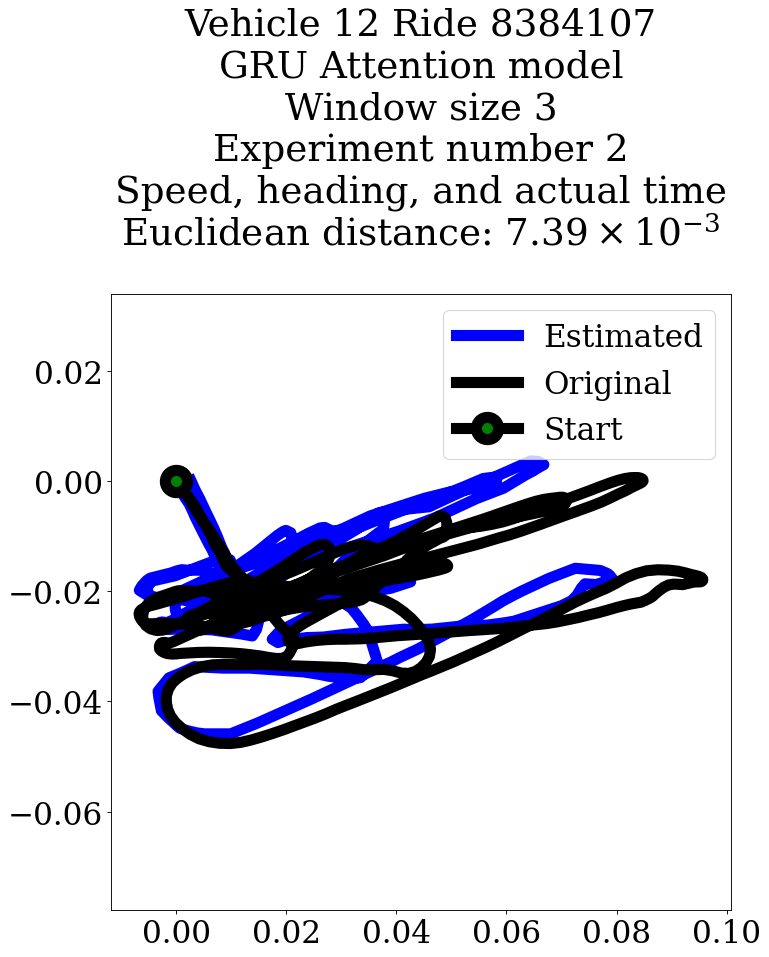 Vehicle 12 Ride 8384107
GRU Attention model
Window size 3
Experiment number 2
Speed, heading, and actual time
Euclidean distance: 7.39 × 10⁻³
Estimated
Original
Start
0.02
0.00
−0.02
−0.04
−0.06
0.00 0.02 0.04 0.06 0.08 0.10